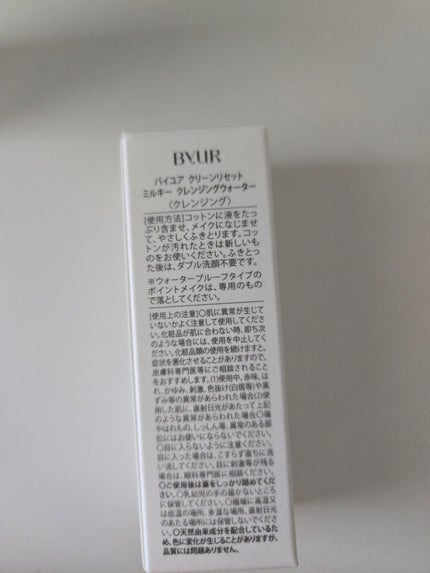 BYUR
バイユア クリーンリセット
ミルキー クレンジングウォーター
〈クレンジング〉
[使用方法]コットンに液をたっ
ぷり含ませ、メイクになじませ
て、やさしくふきとります。コッ
トンが汚れたときは新しいも
のをお使いください。ふきとっ
た後は、ダブル洗顔不要です。
※ウォータープルーフタイプの
ポイントメイクは、専用のもの
で落としてください。
[使用上の注意]〇肌に異常が生じて
いないかよく注意して使用してくださ
い。化粧品が肌に合わない時、即ち次
のような場合には、使用を中止してく
ださい。化粧品類の使用を続けますと、
症状を悪化させることがありますので、
皮膚科専門医等にご相談されること
をおすすめします。(1)使用中、赤味、は
れ、かゆみ、刺激、色抜け(白斑等)や黒
ずみ等の異常があらわれた場合(2)使
用した肌に、直射日光があたって上記
のような異常があらわれた場合〇傷
やはれもの、しっしん等、異常のある部
位にはお使いにならないでください。
〇目に入らないように注意ください。
目に入った場合は、こすらず直ちに洗
い流してください。目に刺激等が残る
場合は、眼科専門医に相談ください。
〇ご使用後は蓋をしっかり閉めてくだ
さい。〇乳幼児の手の届かないところ
に保管してください。〇極端に高温又
は低温の場所、多湿な場所、直射日光
のあたる場所には保管しないでくださ
い。〇天然由来成分を配合しているた
め、色に変化が生じることがありますが、
品質には問題ありません。